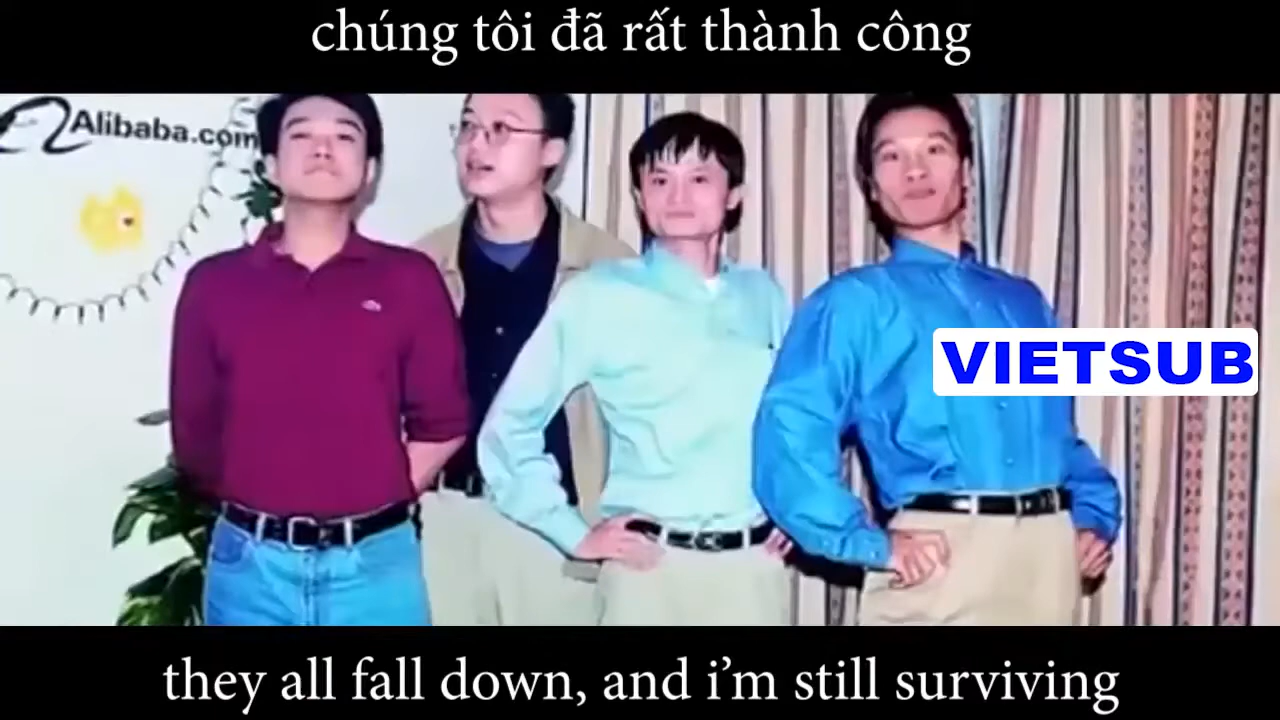 chúng tôi đã rất thành công
Alibaba.com
VIETSUB
they all fall down, and i’m still surviving